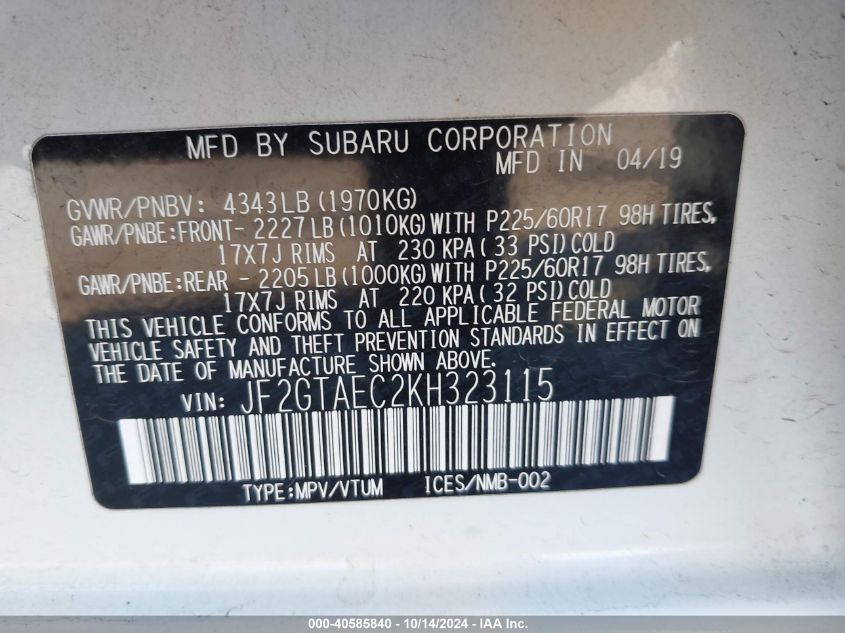 MFD BY SUBARU CORPORATION
MFD IN 04/19
GVWR/PNBV: 4343LB (1970KG)
GAWR/PNBE:FRONT- 2227LB (1010KG) WITH P225/60R17 98H TIRES,
17X7J RIMS AT 230 KPA ( 33 PSI) COLD
GAWR/PNBE:REAR - 2205LB (1000KG) WITH P225/60R17 98H TIRES,
17X7J RIMS AT 220 KPA ( 32 PSI) COLD
THIS VEHICLE CONFORMS TO ALL APPLICABLE FEDERAL MOTOR
VEHICLE SAFETY AND THEFT PREVENTION STANDARDS IN EFFECT ON
THE DATE OF MANUFACTURE SHOWN ABOVE.
VIN: JF2GTAEC2KH323115
TYPE:MPV/VTUM ICES/NMB-002
000-40585840 - 10/14/2024 - IAA Inc.